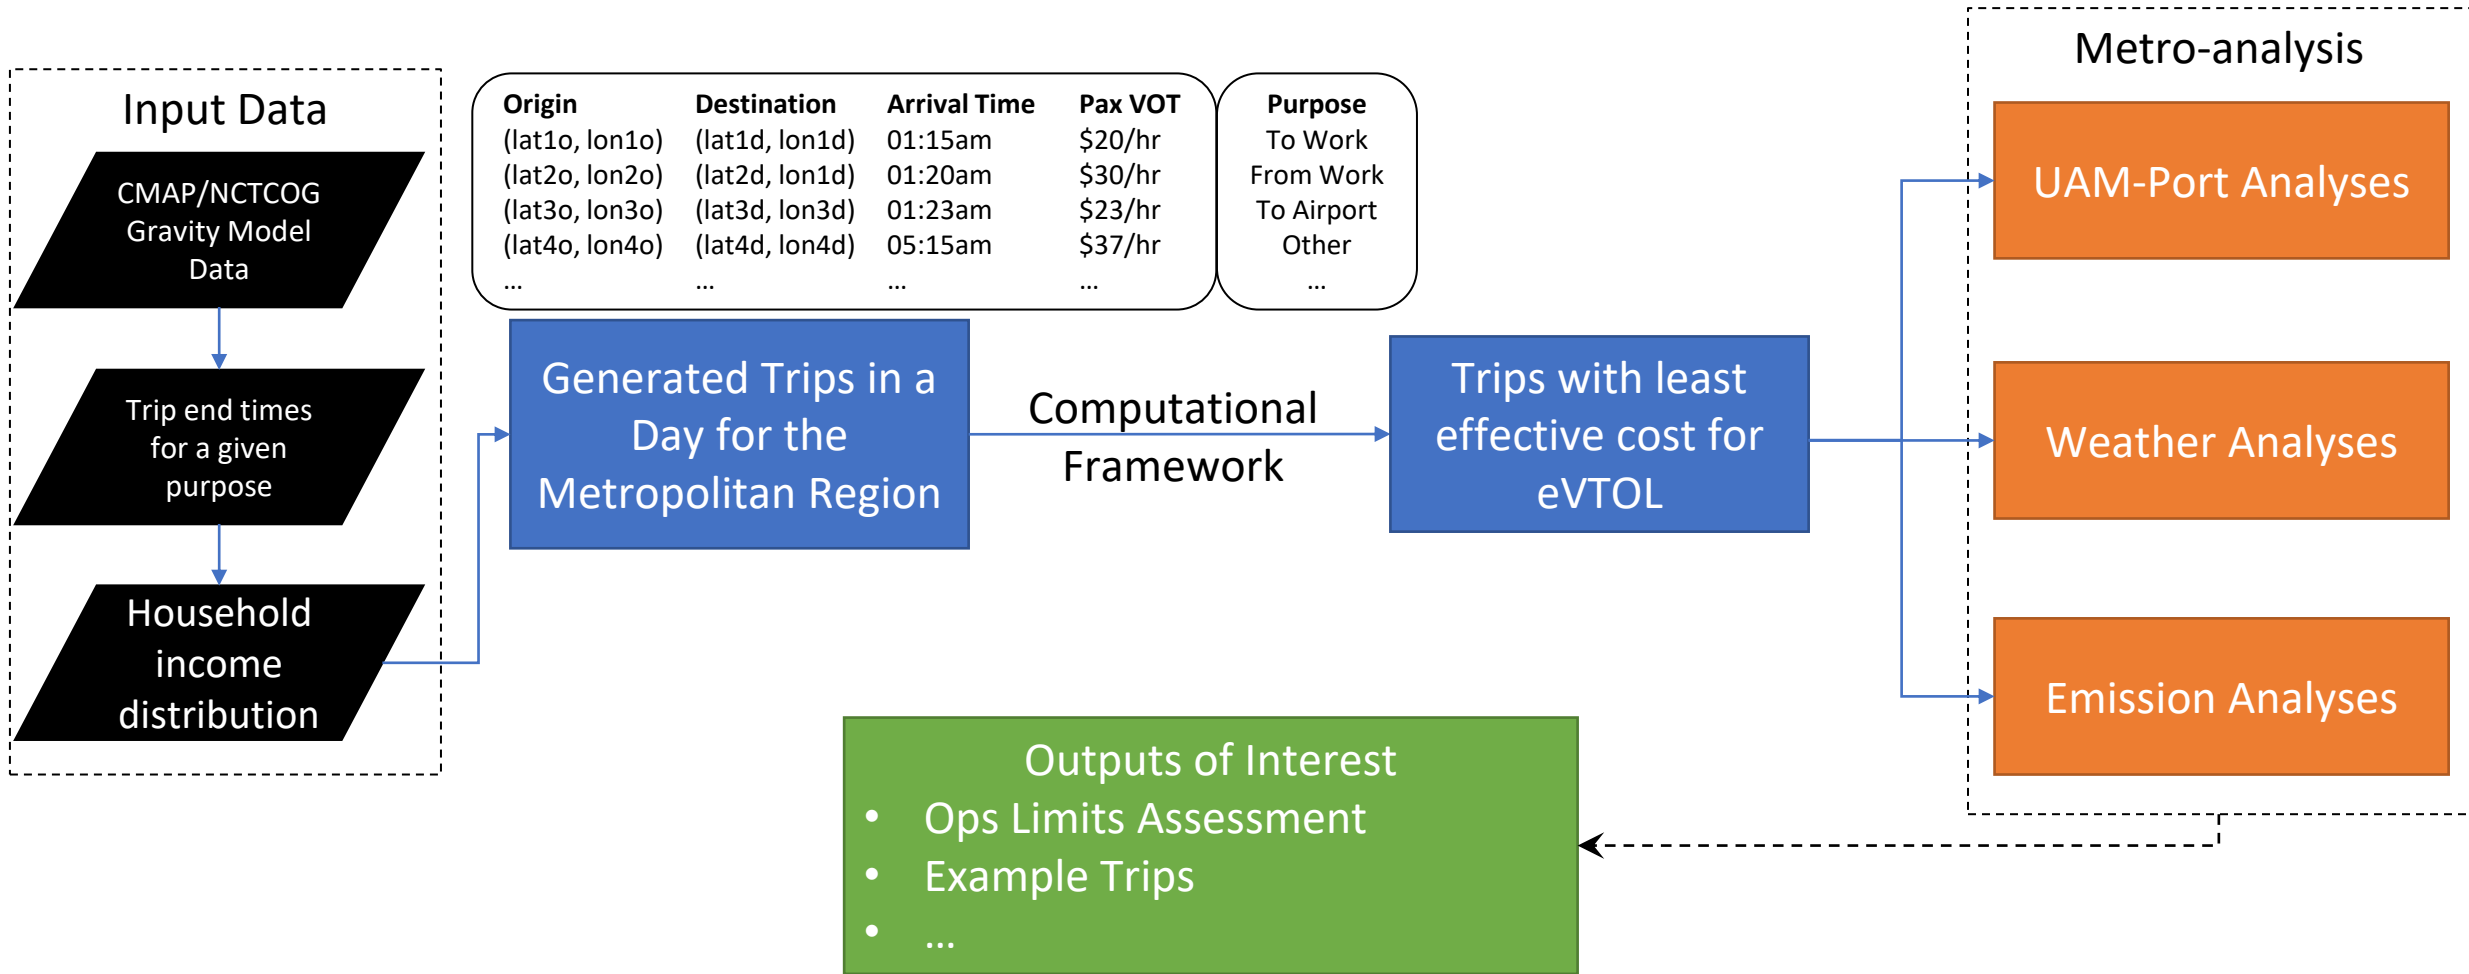 Input Data
CMAP/NCTCOG
Gravity Model
Data
Trip end times
for a given
purpose
Household
income
distribution
Origin Destination Arrival Time Pax VOT Purpose
(lat1o, lon1o) (lat1d, lon1d) 01:15am $20/hr To Work
(lat2o, lon2o) (lat2d, lon1d) 01:20am $30/hr From Work
(lat3o, lon3o) (lat3d, lon3d) 01:23am $23/hr To Airport
(lat4o, lon4o) (lat4d, lon4d) 05:15am $37/hr Other
... ... ... ... ...
Generated Trips in a
Day for the
Metropolitan Region
Computational
Framework
Trips with least
effective cost for
eVTOL
Metro-analysis
UAM-Port Analyses
Weather Analyses
Emission Analyses
Outputs of Interest
• Ops Limits Assessment
• Example Trips
• ...